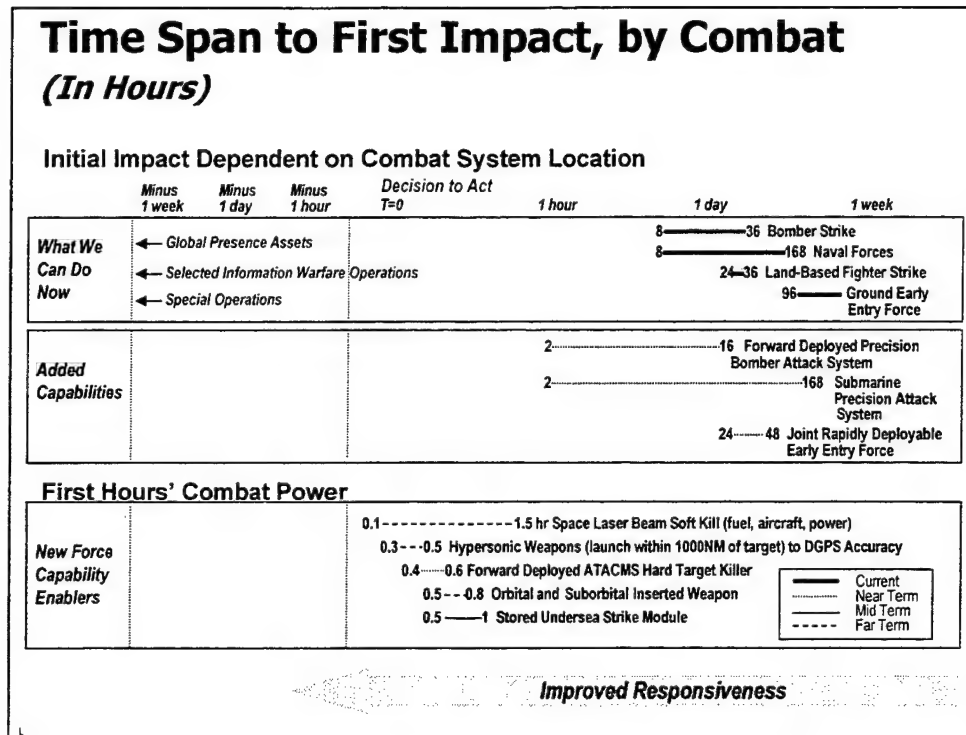 Time Span to First Impact, by Combat
(In Hours)
Initial Impact Dependent on Combat System Location
Minus 1 week
Minus 1 day
Minus 1 hour
Decision to Act T=0
1 hour
1 day
1 week
What We Can Do Now
Global Presence Assets
Selected Information Warfare Operations
Special Operations
8 36 Bomber Strike
8 168 Naval Forces
24 36 Land-Based Fighter Strike
96 Ground Early
Entry Force
Added Capabilities
2 16 Forward Deployed Precision
Bomber Attack System
2 168 Submarine
Precision Attack
System
24 48 Joint Rapidly Deployable
Early Entry Force
First Hours' Combat Power
New Force Capability Enablers
0.1 1.5 hr Space Laser Beam Soft Kill (fuel, aircraft, power)
0.3 0.5 Hypersonic Weapons (launch within 1000NM of target) to DGPS Accuracy
0.4 0.6 Forward Deployed ATACMS Hard Target Killer
0.5 0.8 Orbital and Suborbital Inserted Weapon
0.5 1 Stored Undersea Strike Module
Current
Near Term
Mid Term
Far Term
Improved Responsiveness